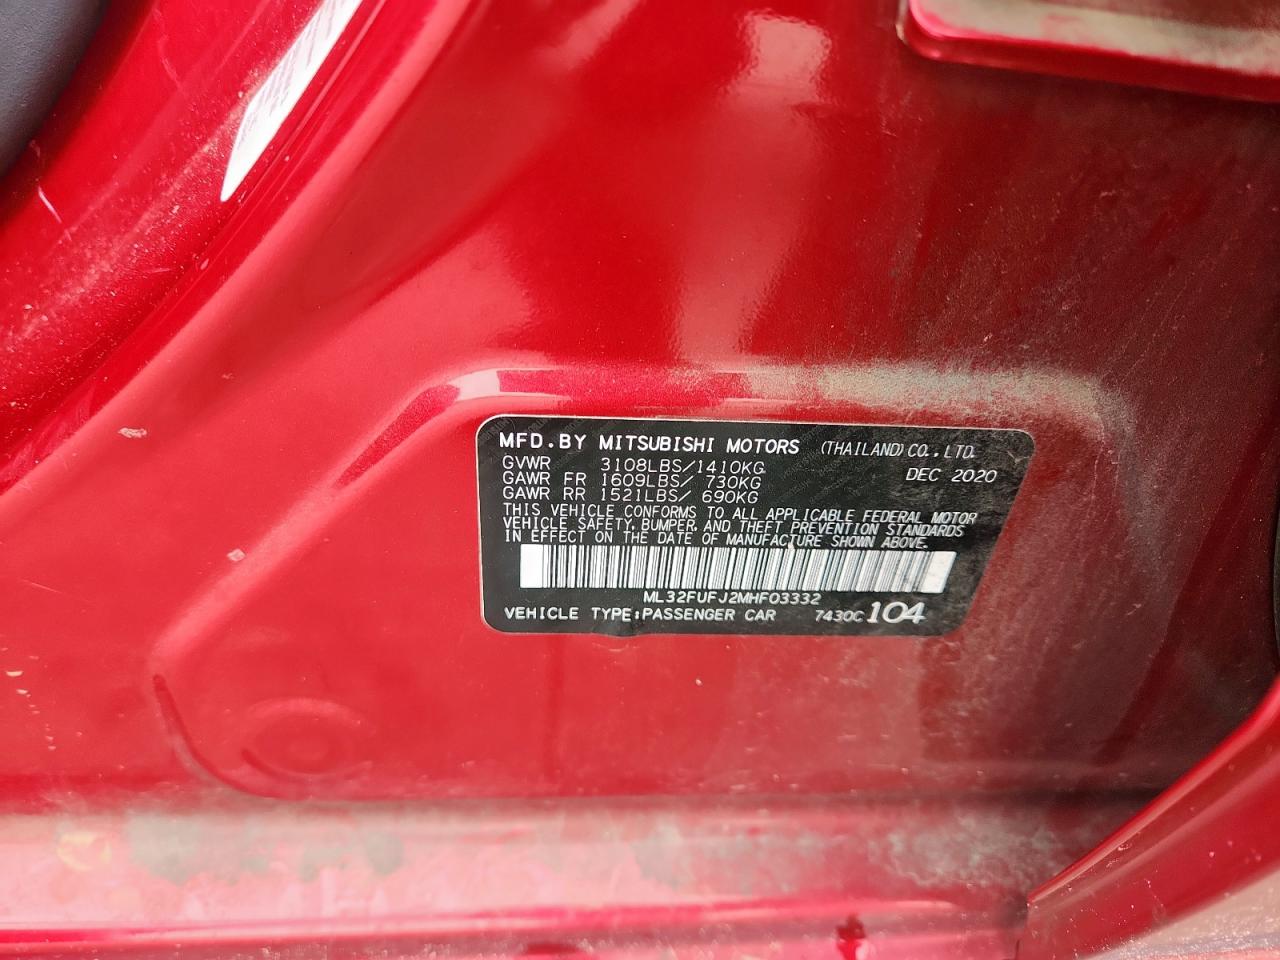 MFD.BY MITSUBISHI MOTORS (THAILAND) CO.,LTD.
GVWR 3108LBS/1410KG DEC 2020
GAWR FR 1609LBS/ 730KG
GAWR RR 1521LBS/ 690KG
THIS VEHICLE CONFORMS TO ALL APPLICABLE FEDERAL MOTOR
VEHICLE SAFETY, BUMPER, AND THEFT PREVENTION STANDARDS
IN EFFECT ON THE DATE OF MANUFACTURE SHOWN ABOVE.
ML32FUFJ2MHF03332
VEHICLE TYPE:PASSENGER CAR 7430C 104